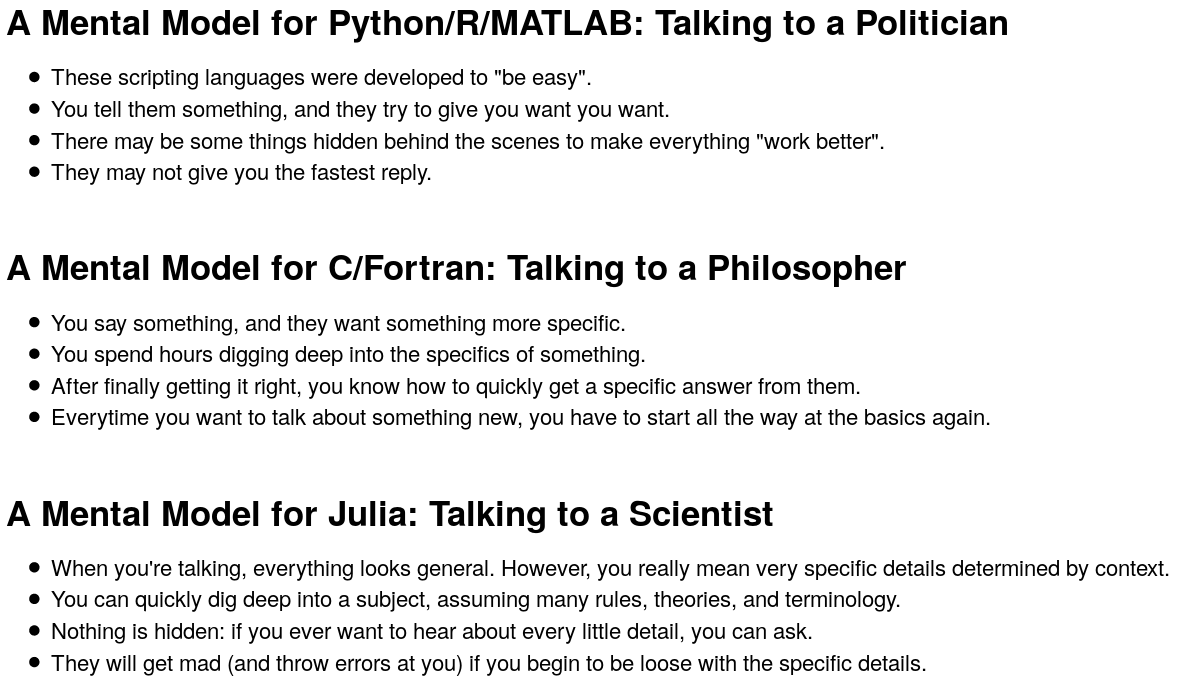 A Mental Model for Python/R/MATLAB: Talking to a Politician
● These scripting languages were developed to "be easy".
● You tell them something, and they try to give you want you want.
● There may be some things hidden behind the scenes to make everything "work better".
● They may not give you the fastest reply.
A Mental Model for C/Fortran: Talking to a Philosopher
● You say something, and they want something more specific.
● You spend hours digging deep into the specifics of something.
● After finally getting it right, you know how to quickly get a specific answer from them.
● Everytime you want to talk about something new, you have to start all the way at the basics again.
A Mental Model for Julia: Talking to a Scientist
● When you're talking, everything looks general. However, you really mean very specific details determined by context.
● You can quickly dig deep into a subject, assuming many rules, theories, and terminology.
● Nothing is hidden: if you ever want to hear about every little detail, you can ask.
● They will get mad (and throw errors at you) if you begin to be loose with the specific details.